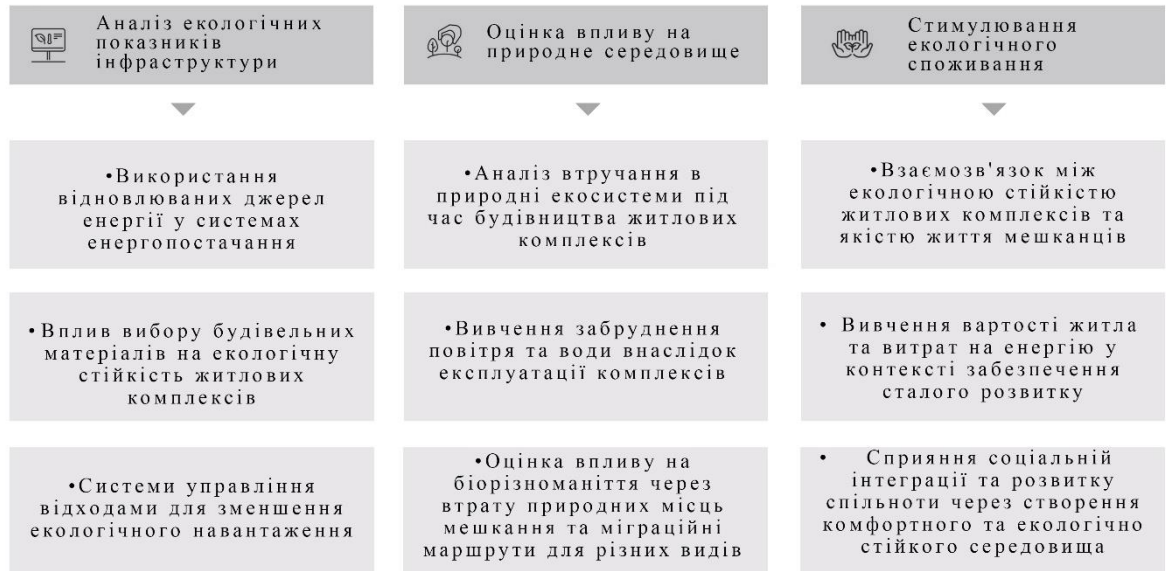 Аналіз екологічних
показників
інфраструктури
Оцінка впливу на
природне середовище
Стимулювання
екологічного
споживання
•Використання
відновлюваних джерел
енергії у системах
енергопостачання
•Аналіз втручання в
природні екосистеми під
час будівництва житлових
комплексів
•Взаємозв'язок між
екологічною стійкістю
житлових комплексів та
якістю життя мешканців
•Вплив вибору будівельних
матеріалів на екологічну
стійкість житлових
комплексів
•Вивчення забруднення
повітря та води внаслідок
експлуатації комплексів
• Вивчення вартості житла
та витрат на енергію у
контексті забезпечення
сталого розвитку
•Системи управління
відходами для зменшення
екологічного навантаження
•Оцінка впливу на
біорізноманіття через
втрату природних місць
мешкання та міграційні
маршрути для різних видів
• Сприяння соціальній
інтеграції та розвитку
спільноти через створення
комфортного та екологічно
стійкого середовища